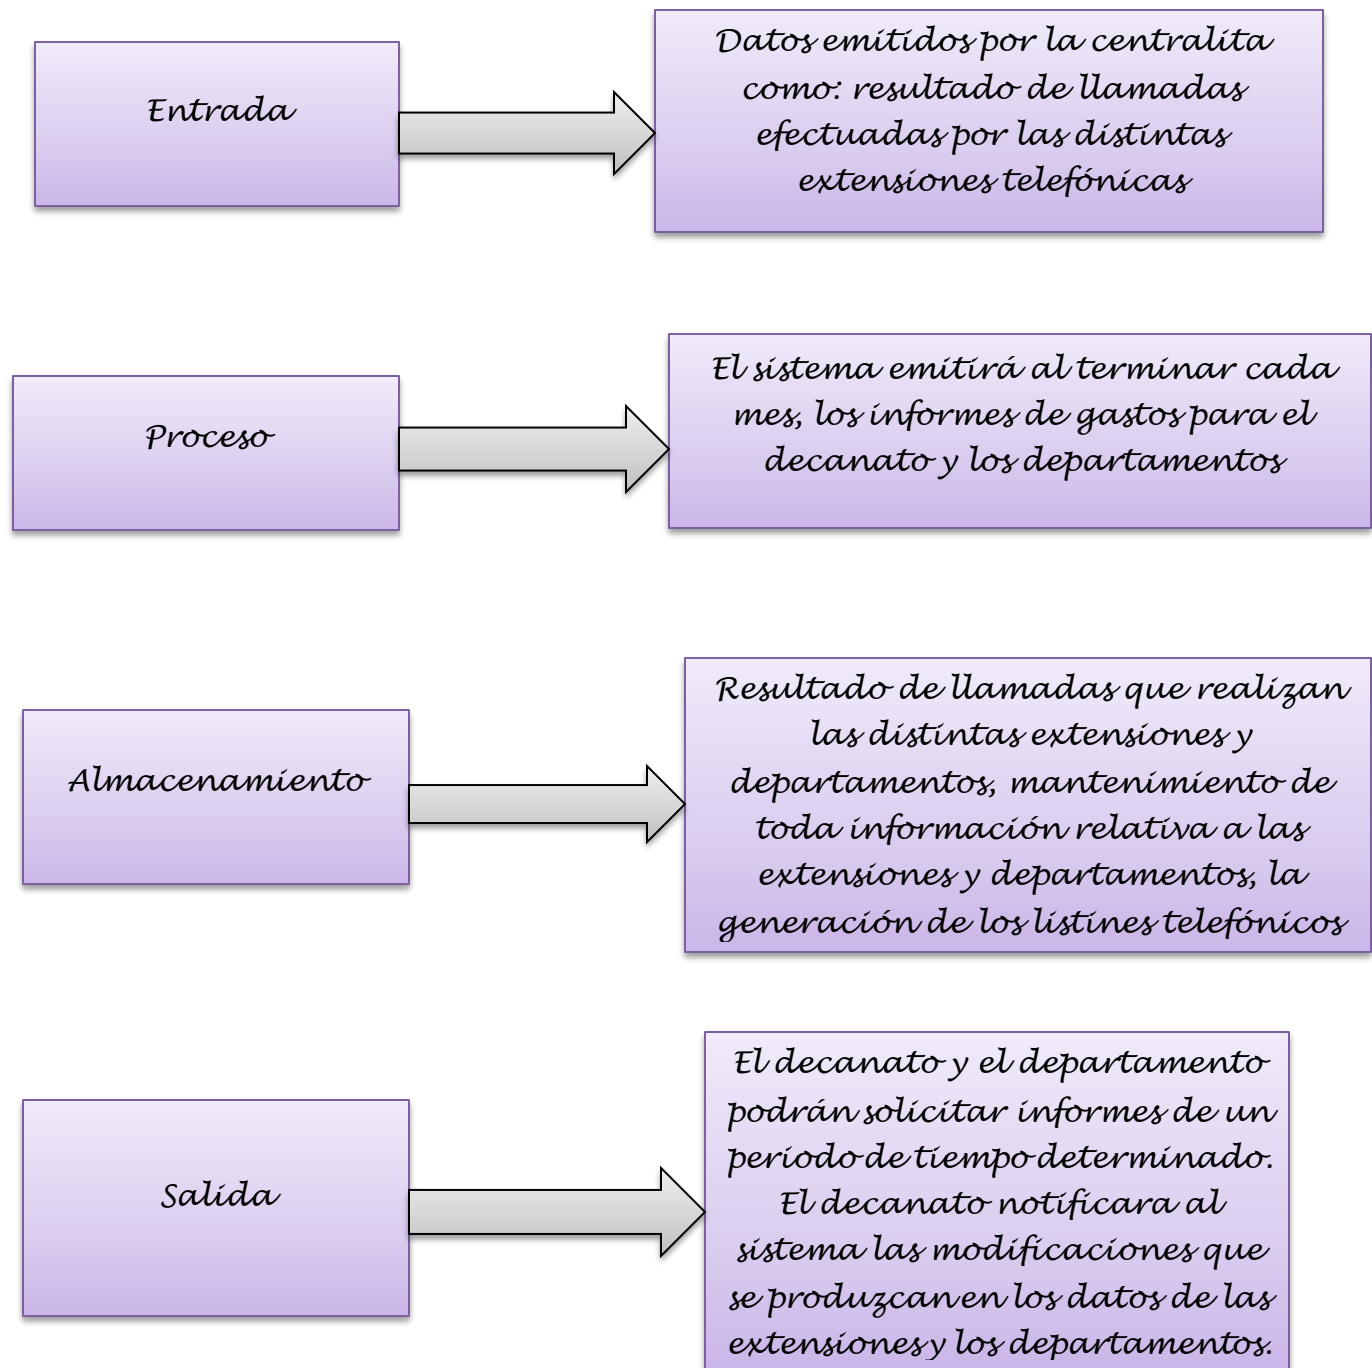 Entrada
Datos emitidos por la centralita
como: resultado de llamadas
efectuadas por las distintas
extensiones telefónicas
Proceso
El sistema emitirá al terminar cada
mes, los informes de gastos para el
decanato y los departamentos
Almacenamiento
Resultado de llamadas que realizan
las distintas extensiones y
departamentos, mantenimiento de
toda información relativa a las
extensiones y departamentos, la
generación de los listines telefónicos
Salida
El decanato y el departamento
podrán solicitar informes de un
periodo de tiempo determinado.
El decanato notificara al
sistema las modificaciones que
se produzcan en los datos de las
extensiones y los departamentos.